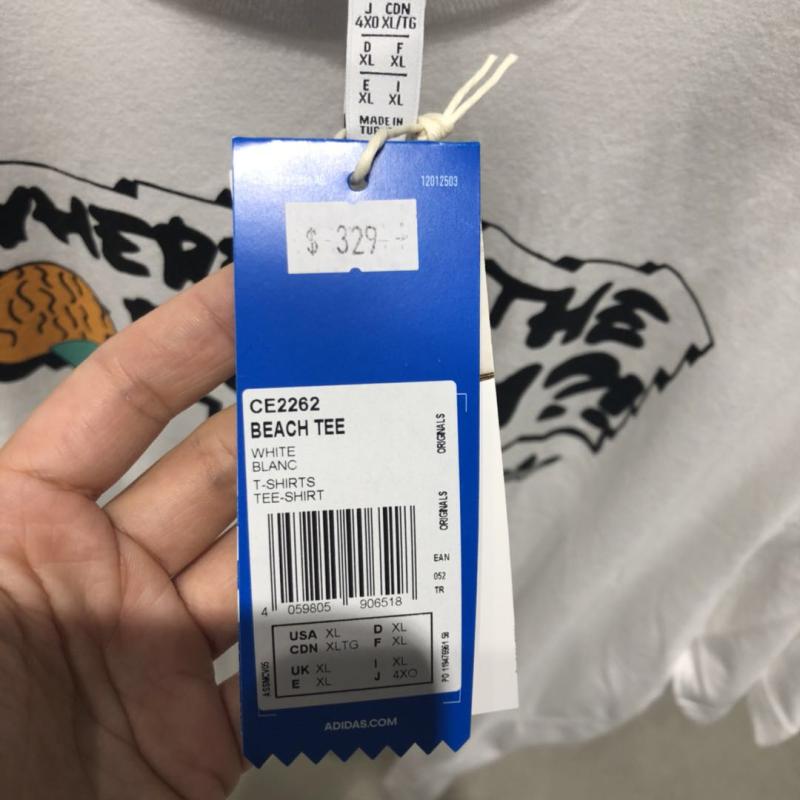 J CDN
4XO XL/TG
D F
XL XL
E I
XL XL
MADE IN
12012503
$ 329
THE
CE2262
BEACH TEE
WHITE
BLANC
T-SHIRTS
TEE-SHIRT
ORIGINALS
ORIGINALS
EAN
052
TR
4 059805 906518
USA XL D XL
CDN XLTG F XL
UK XL I XL
E XL J 4XO
ASSMCV05
ADIDAS.COM